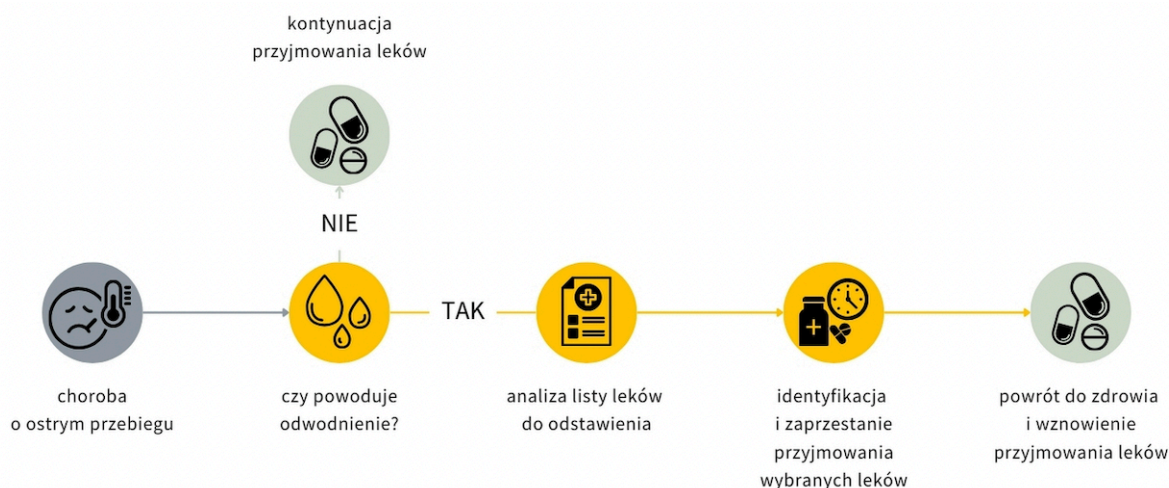 kontynuacja
przyjmowania leków
NIE
TAK
choroba
o ostrym przebiegu
czy powoduje
odwodnienie?
analiza listy leków
do odstawienia
identyfikacja
i zaprzestanie
przyjmowania
wybranych leków
powrót do zdrowia
i wznowienie
przyjmowania leków